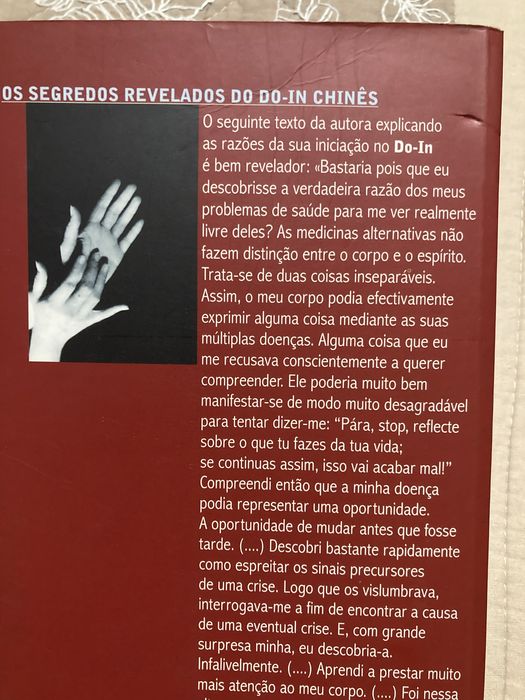 OS SEGREDOS REVELADOS DO DO-IN CHINÊS
O seguinte texto da autora explicando
as razões da sua iniciação no Do-In
é bem revelador: «Bastaria pois que eu
descobrisse a verdadeira razão dos meus
problemas de saúde para me ver realmente
livre deles? As medicinas alternativas não
fazem distinção entre o corpo e o espírito.
Trata-se de duas coisas inseparáveis.
Assim, o meu corpo podia efectivamente
exprimir alguma coisa mediante as suas
múltiplas doenças. Alguma coisa que eu
me recusava conscientemente a querer
compreender. Ele poderia muito bem
manifestar-se de modo muito desagradável
para tentar dizer-me: “Pára, stop, reflecte
sobre o que tu fazes da tua vida;
se continuas assim, isso vai acabar mal!”
Compreendi então que a minha doença
podia representar uma oportunidade.
A oportunidade de mudar antes que fosse
tarde. (....) Descobri bastante rapidamente
como espreitar os sinais precursores
de uma crise. Logo que os vislumbrava,
interrogava-me a fim de encontrar a causa
de uma eventual crise. E, com grande
surpresa minha, eu descobria-a.
Infalivelmente. (....) Aprendi a prestar muito
mais atenção ao meu corpo. (....) Foi nessa